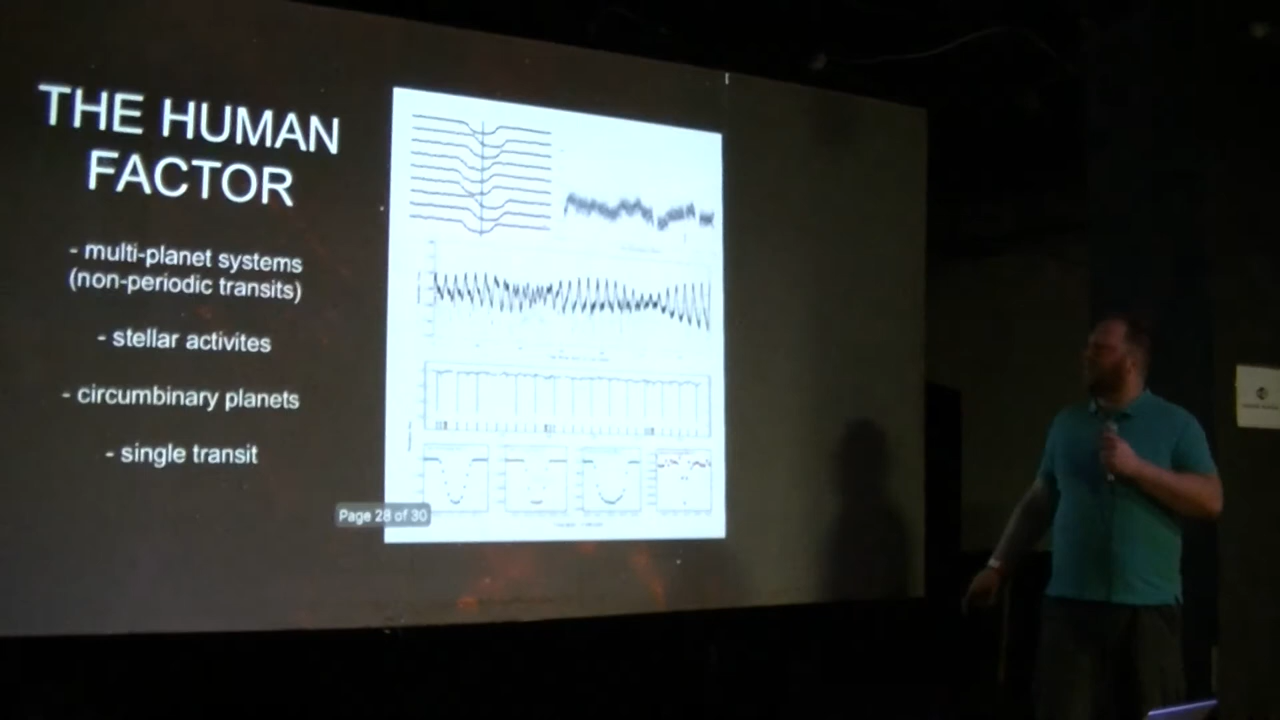 THE HUMAN
FACTOR
- multi-planet systems
(non-periodic transits)
- stellar activites
- circumbinary planets
- single transit
Page 28 of 30